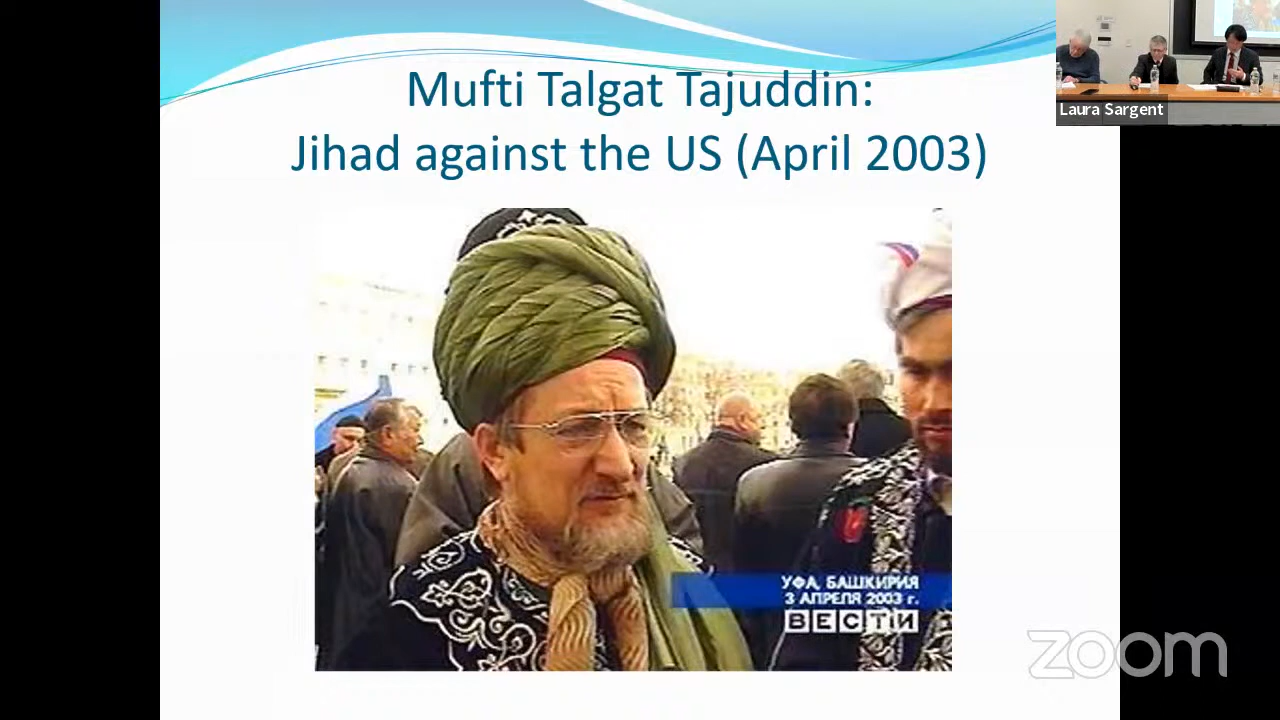 Mufti Talgat Tajuddin:
Jihad against the US (April 2003)
Laura Sargent
УФА, БАШКИРИЯ
3 АПРЕЛЯ 2003 г.
ВЕСТИ
zoom